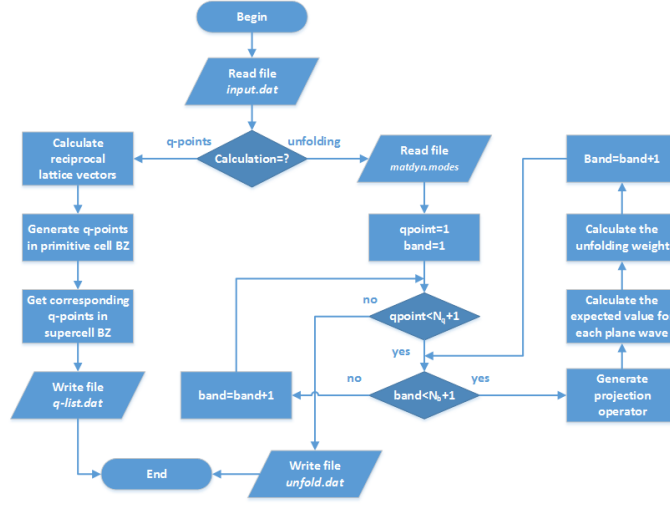 Begin
Read file
input.dat
Calculation=?
q-points
unfolding
Calculate
reciprocal
lattice vectors
Generate q-points
in primitive cell BZ
Get corresponding
q-points in
supercell BZ
Write file
q-list.dat
End
Read file
matdyn.modes
qpoint=1
band=1
no
qpoint<Nq+1
yes
no
band<Nb+1
yes
band=band+1
Write file
unfold.dat
Band=band+1
Calculate the
unfolding weight
Calculate the
expected value for
each plane wave
Generate
projection
operator